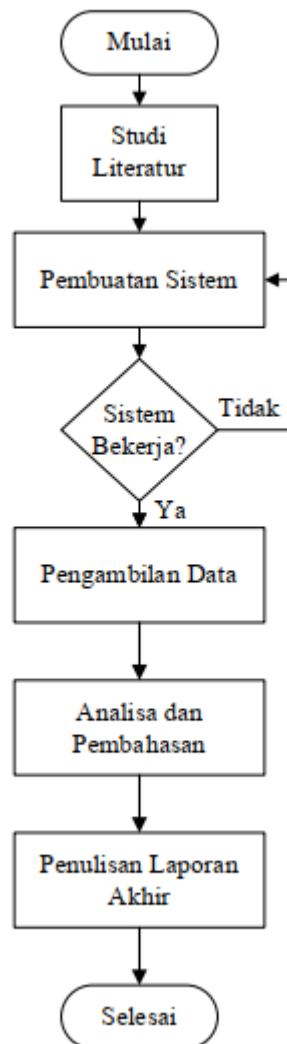 Mulai
Studi
Literatur
Pembuatan Sistem
Sistem
Bekerja?
Tidak
Ya
Pengambilan Data
Analisa dan
Pembahasan
Penulisan Laporan
Akhir
Selesai